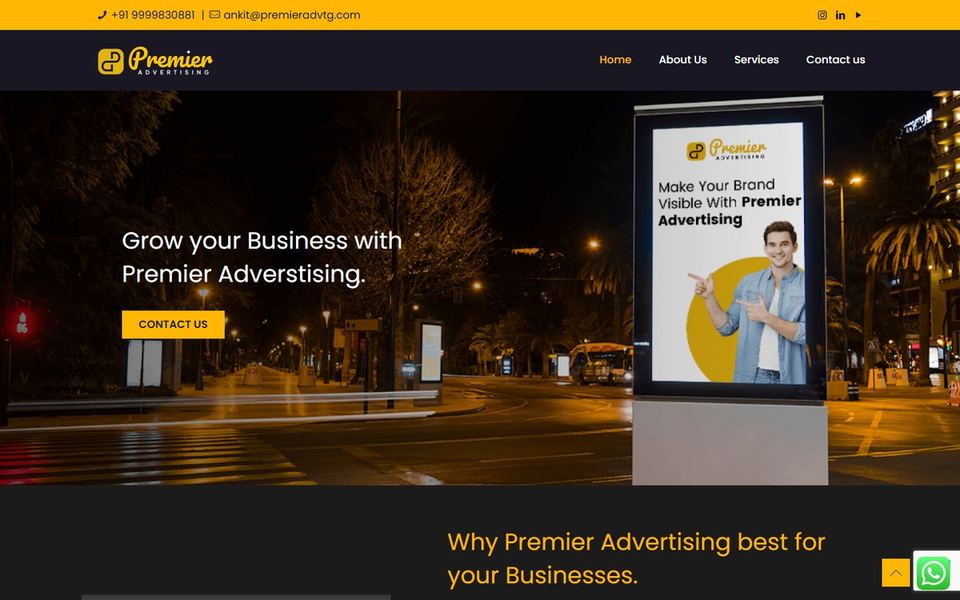 +91 9999830881 | ankit@premieradvtg.com
Premier
ADVERTISING
Home
About Us
Services
Contact us
Premier
ADVERTISING
Make Your Brand
Visible With Premier
Advertising
Grow your Business with
Premier Adverstising.
CONTACT US
Why Premier Advertising best for
your Businesses.